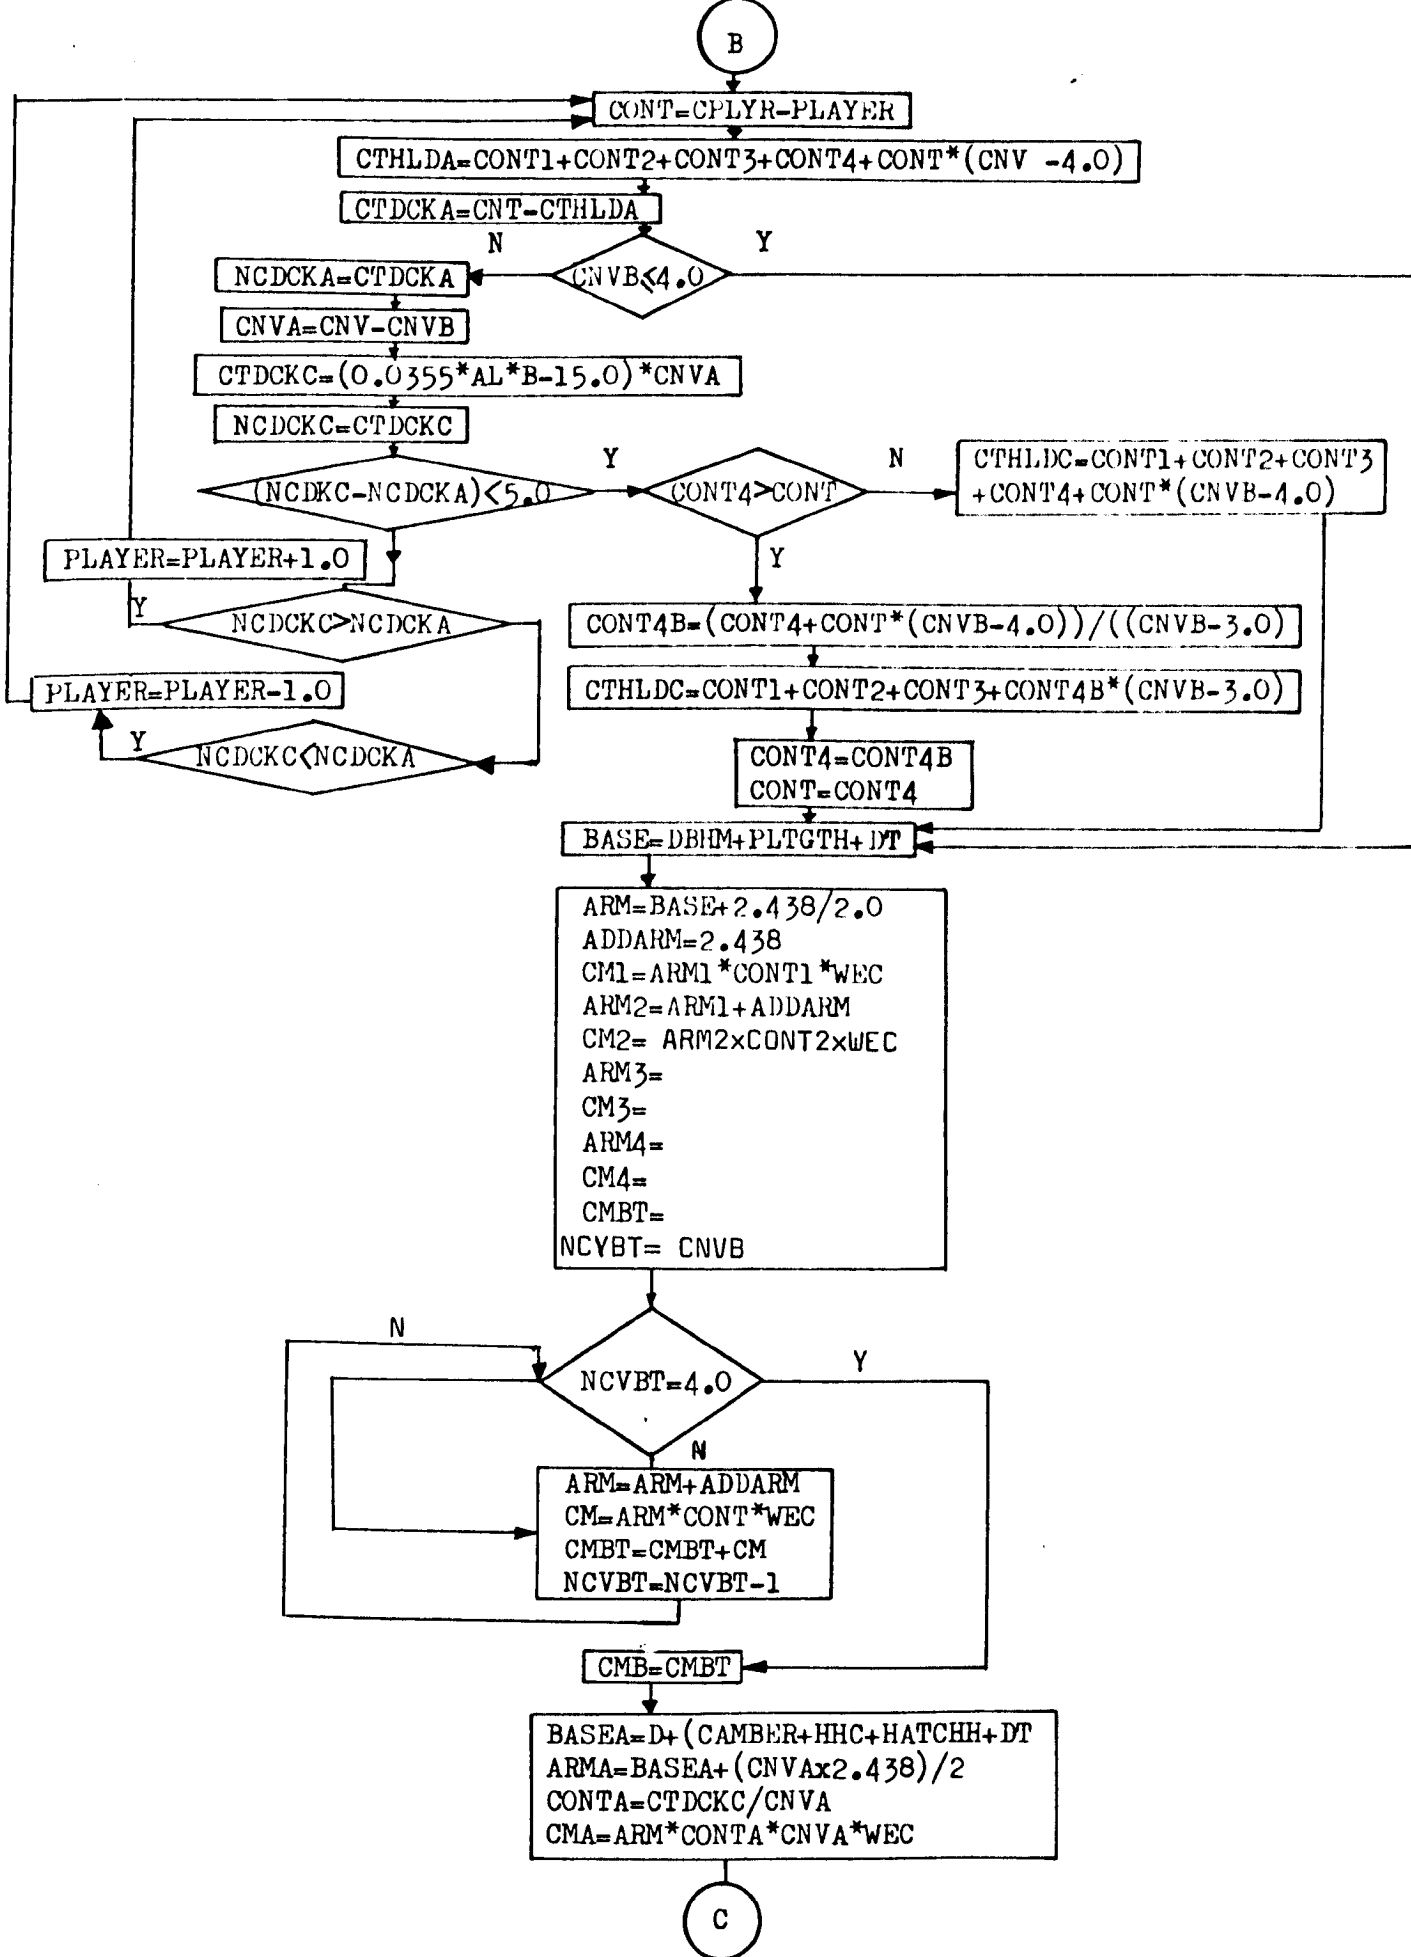 B
CONT=CPLYR-PLAYER
CTHLDA=CONT1+CONT2+CONT3+CONT4+CONT*(CNV -4.0)
CTDCKA=CNT-CTHLDA
N
Y
CNVB≤4.0
NCDCKA=CTDCKA
CNVA=CNV-CNVB
CTDCKC=(0.0355*AL*B-15.0)*CNVA
NCDCKC=CTDCKC
(NCDKC-NCDCKA)<5.0
Y
CONT4>CONT
N
CTHLDC=CONT1+CONT2+CONT3
+CONT4+CONT*(CNVB-4.0)
PLAYER=PLAYER+1.0
Y
Y
NCDCKC>NCDCKA
CONT4B=(CONT4+CONT*(CNVB-4.0))/((CNVB-3.0)
PLAYER=PLAYER-1.0
CTHLDC=CONT1+CONT2+CONT3+CONT4B*(CNVB-3.0)
Y
NCDCKC<NCDCKA
CONT4=CONT4B
CONT=CONT4
BASE=DBHM+PLTGTH+DT
ARM=BASE+2.438/2.0
ADDARM=2.438
CM1=ARM1*CONT1*WEC
ARM2=ARM1+ADDARM
CM2= ARM2xCONT2xWEC
ARM3=
CM3=
ARM4=
CM4=
CMBT=
NCYBT= CNVB
N
NCVBT=4.0
Y
N
ARM=ARM+ADDARM
CM=ARM*CONT*WEC
CMBT=CMBT+CM
NCVBT=NCVBT-1
CMB=CMBT
BASEA=D+(CAMBER+HHC+HATCHH+DT
ARMA=BASEA+(CNVAx2.438)/2
CONTA=CTDCKC/CNVA
CMA=ARM*CONTA*CNVA*WEC
C